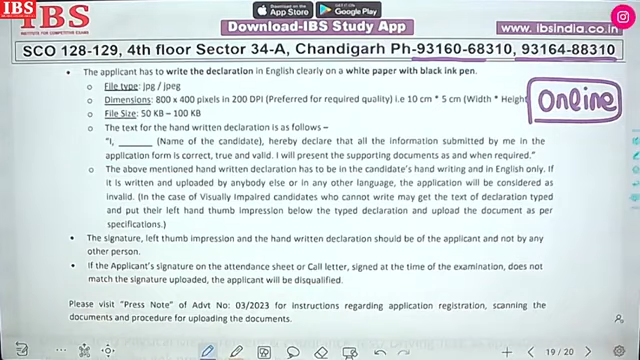 IBS
INSTITUTE FOR COMPETITIVE EXAMS
Download on the App Store
GET IT ON Google Play
Download-IBS Study App
www.ibsindia.co.in
SCO 128-129, 4th floor Sector 34-A, Chandigarh Ph-93160-68310, 93164-88310
• The applicant has to write the declaration in English clearly on a white paper with black ink pen.
o File type: jpg / jpeg
o Dimensions: 800 x 400 pixels in 200 DPI (Preferred for required quality) i.e 10 cm * 5 cm (Width * Height
Online
o File Size: 50 KB – 100 KB
o The text for the hand written declaration is as follows –
"I, _______ (Name of the candidate), hereby declare that all the information submitted by me in the
application form is correct, true and valid. I will present the supporting documents as and when required."
o The above mentioned hand written declaration has to be in the candidate's hand writing and in English only. If
it is written and uploaded by anybody else or in any other language, the application will be considered as
invalid. (In the case of Visually Impaired candidates who cannot write may get the text of declaration typed
and put their left hand thumb impression below the typed declaration and upload the document as per
specifications.)
• The signature, left thumb impression and the hand written declaration should be of the applicant and not by any
other person.
• If the Applicant's signature on the attendance sheet or Call letter, signed at the time of the examination, does not
match the signature uploaded, the applicant will be disqualified.
Please visit "Press Note" of Advt No: 03/2023 for instructions regarding application registration, scanning the
documents and procedure for uploading the documents.
19 / 20